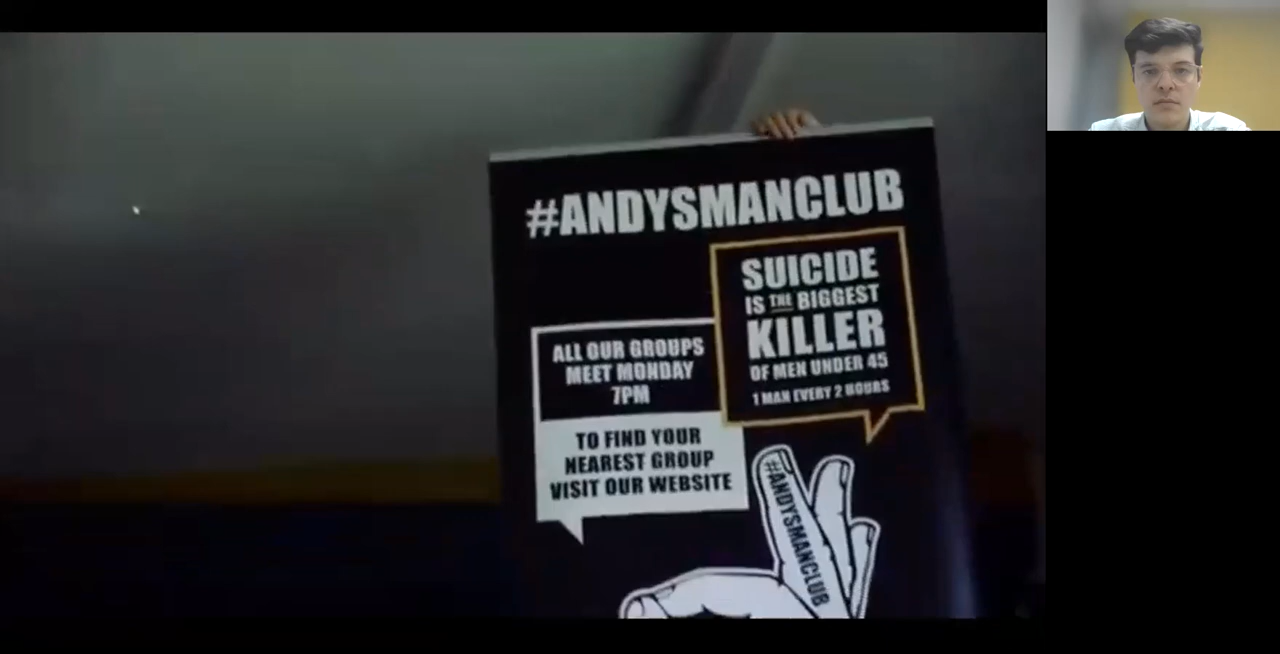 #ANDYSMANCLUB
SUICIDE
IS THE BIGGEST
KILLER
OF MEN UNDER 45
1 MAN EVERY 2 HOURS
ALL OUR GROUPS
MEET MONDAY
7PM
TO FIND YOUR
NEAREST GROUP
VISIT OUR WEBSITE
#ANDYSMANCLUB